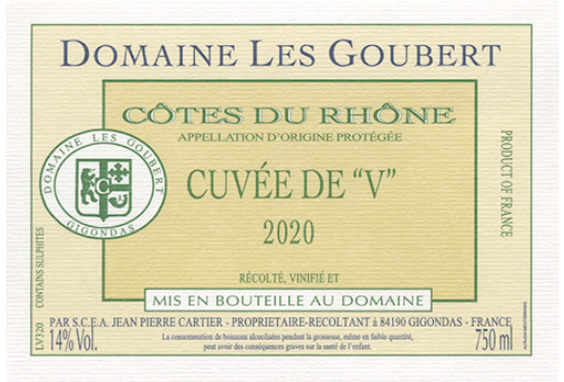 DOMAINE LES GOUBERT
CÔTES DU RHÔNE
APPELLATION D'ORIGINE PROTÉGÉE
DOMAINE LES GOUBERT
GIGONDAS
C
CUVÉE DE "V"
2020
PRODUCT OF FRANCE
RÉCOLTÉ, VINIFIÉ ET
MIS EN BOUTEILLE AU DOMAINE
CONTAINS SULPHITES
LV320
PAR S.C.E.A. JEAN PIERRE CARTIER - PROPRIETAIRE-RECOLTANT à 84190 GIGONDAS - FRANCE
14% Vol.
La consommation de boissons alcoolisées pendant la grossesse, même en faible quantité,
peut avoir des conséquences graves sur la santé de l'enfant.
750 ml